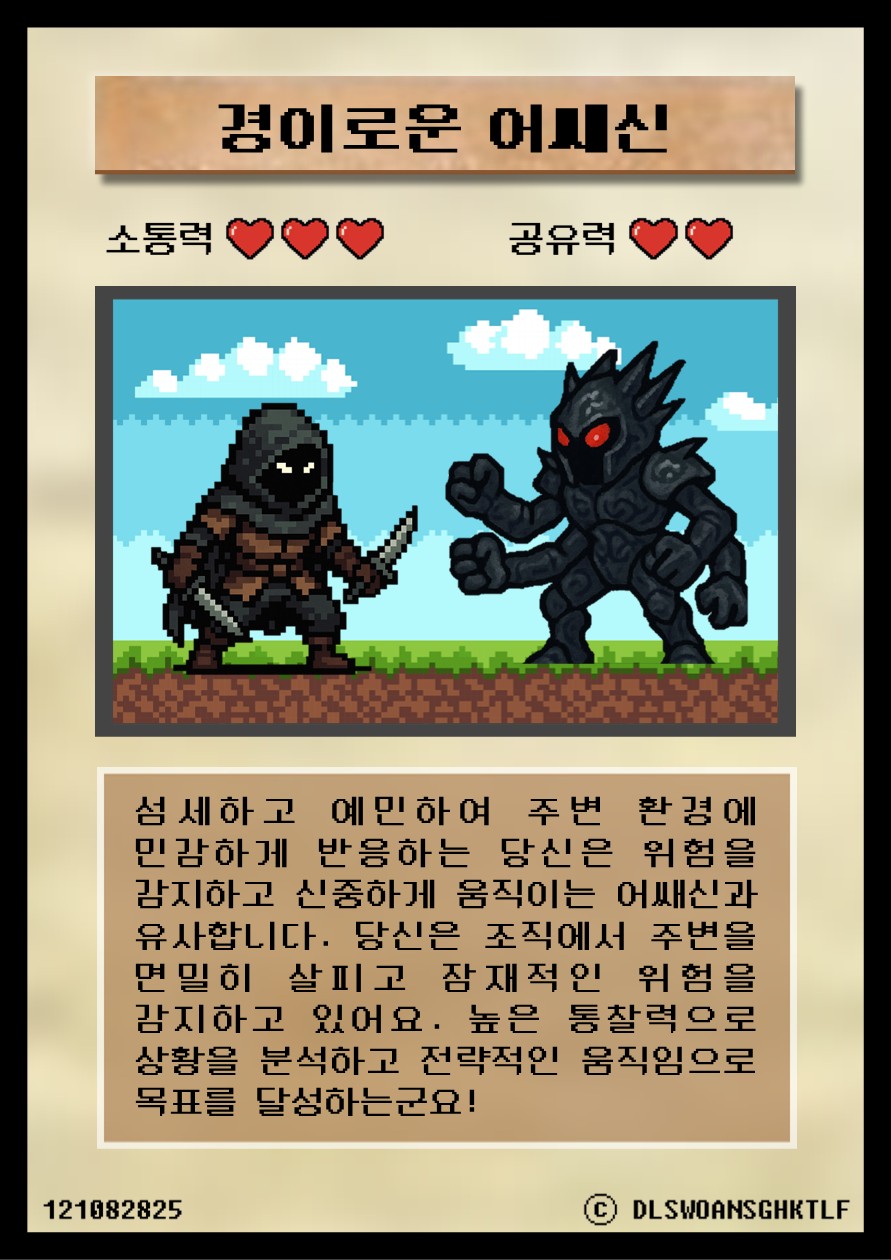 경이로운 어쌔신
소통력 공유력
섬세하고 예민하여 주변 환경에
민감하게 반응하는 당신은 위험을
감지하고 신중하게 움직이는 어쌔신과
유사합니다. 당신은 조직에서 주변을
면밀히 살피고 잠재적인 위험을
감지하고 있어요. 높은 통찰력으로
상황을 분석하고 전략적인 움직임으로
목표를 달성하는군요!
121082825 © DLSWOANSGHKTLF